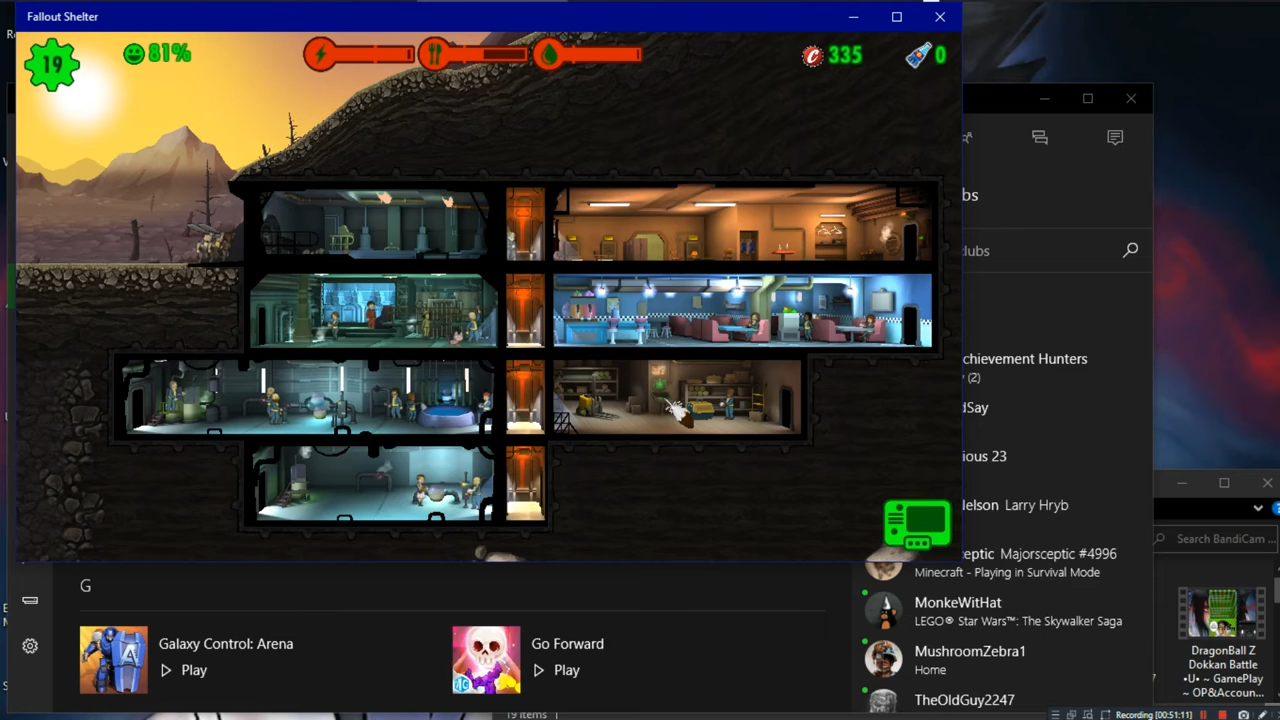 Fallout Shelter
19
81%
335
0
bs
lubs
chievement Hunters
(2)
dSay
ious 23
lelson Larry Hryb
ceptic Majorsceptic #4996
Minecraft - Playing in Survival Mode
MonkeWitHat
LEGO® Star Wars™: The Skywalker Saga
MushroomZebra1
Home
TheOldGuy2247
G
Galaxy Control: Arena
Play
Go Forward
Play
Search BandiCam ...
DragonBall Z
Dokkan Battle
•U• ~ GamePlay
~ OP&Accoun...
19 items
Recording [00:51:11]